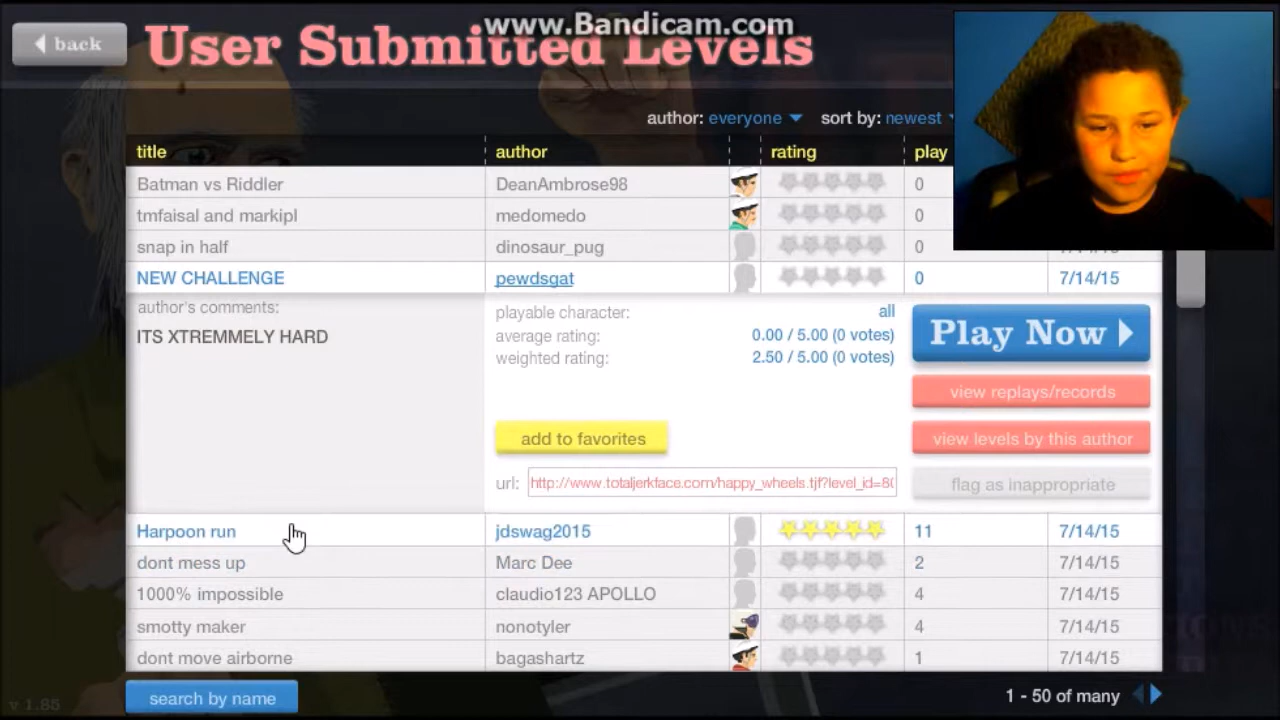 www.Bandicam.com
back
User Submitted Levels
author: everyone sort by: newest
title author rating play
Batman vs Riddler DeanAmbrose98 0
tmfaisal and markipl medomedo 0
snap in half dinosaur_pug 0 7/14/15
NEW CHALLENGE pewdsgat 0 7/14/15
author's comments:
ITS XTREMMELY HARD
playable character: all
average rating: 0.00 / 5.00 (0 votes)
weighted rating: 2.50 / 5.00 (0 votes)
add to favorites
url: http://www.totaljerkface.com/happy_wheels.tjf?level_id=8
Play Now
view replays/records
view levels by this author
flag as inappropriate
Harpoon run jdswag2015 11 7/14/15
dont mess up Marc Dee 2 7/14/15
1000% impossible claudio123 APOLLO 4 7/14/15
smotty maker nonotyler 4 7/14/15
dont move airborne bagashartz 1 7/14/15
v 1.85
search by name
1 - 50 of many